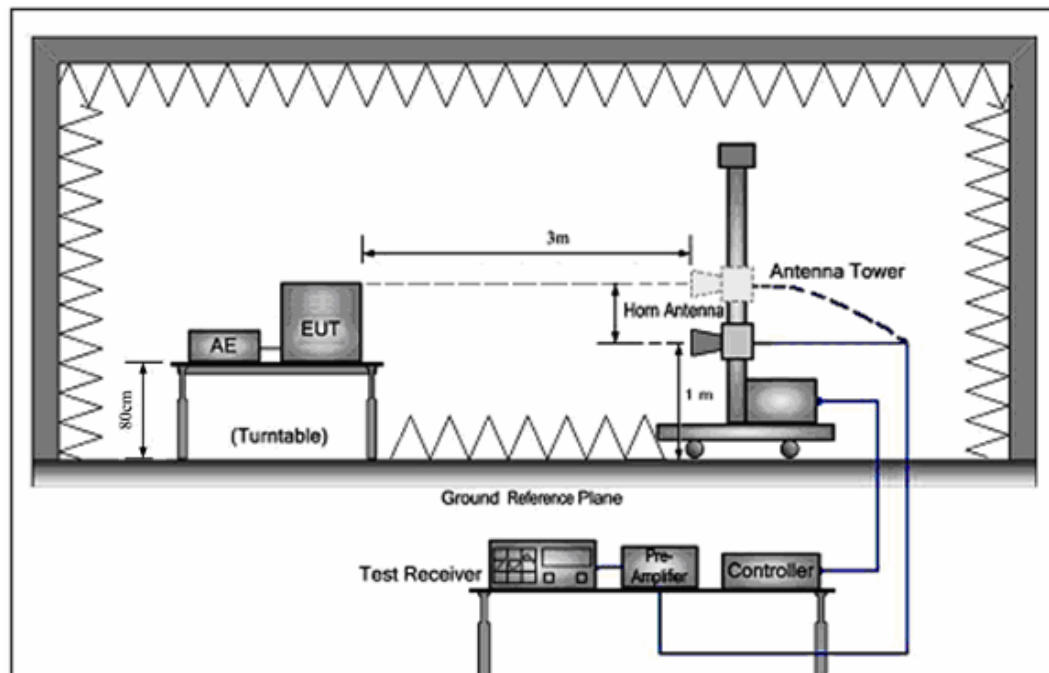 3m
Antenna Tower
Horn Antenna
EUT
AE
1 m
80cm
(Turntable)
Ground Reference Plane
Test Receiver
Pre-
Amplifier
Controller